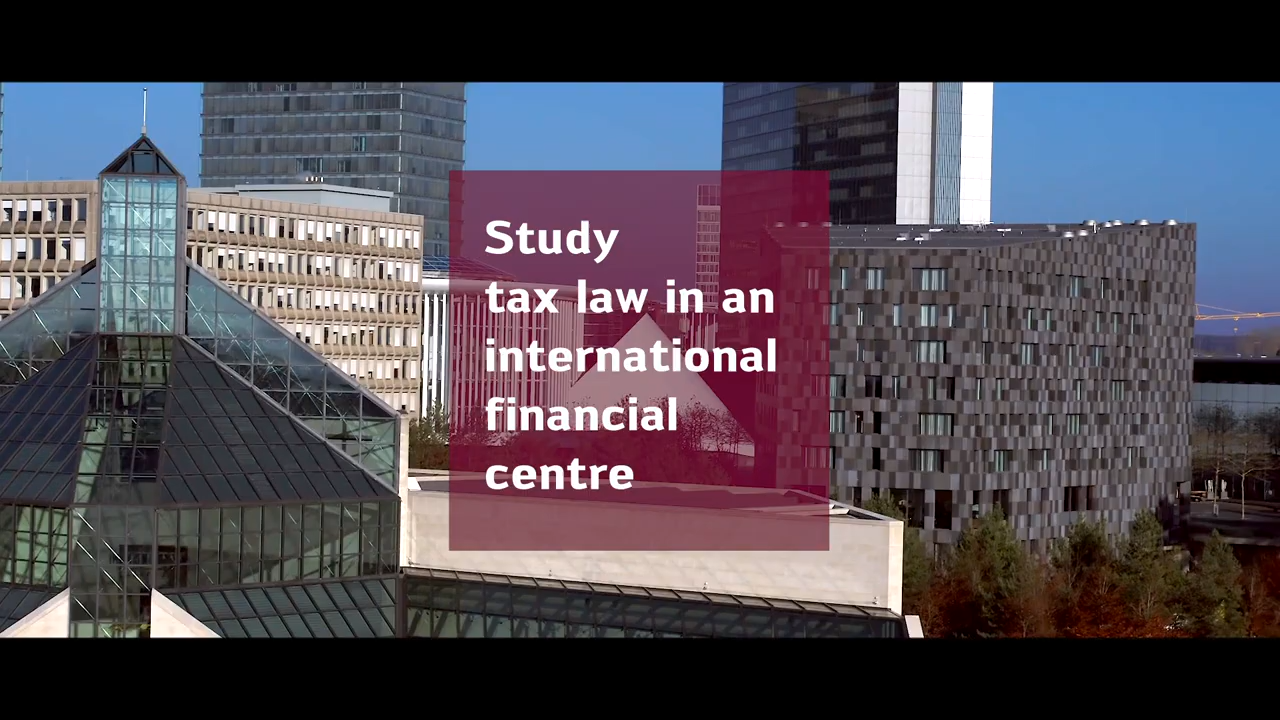 Study
tax law in an
international
financial
centre